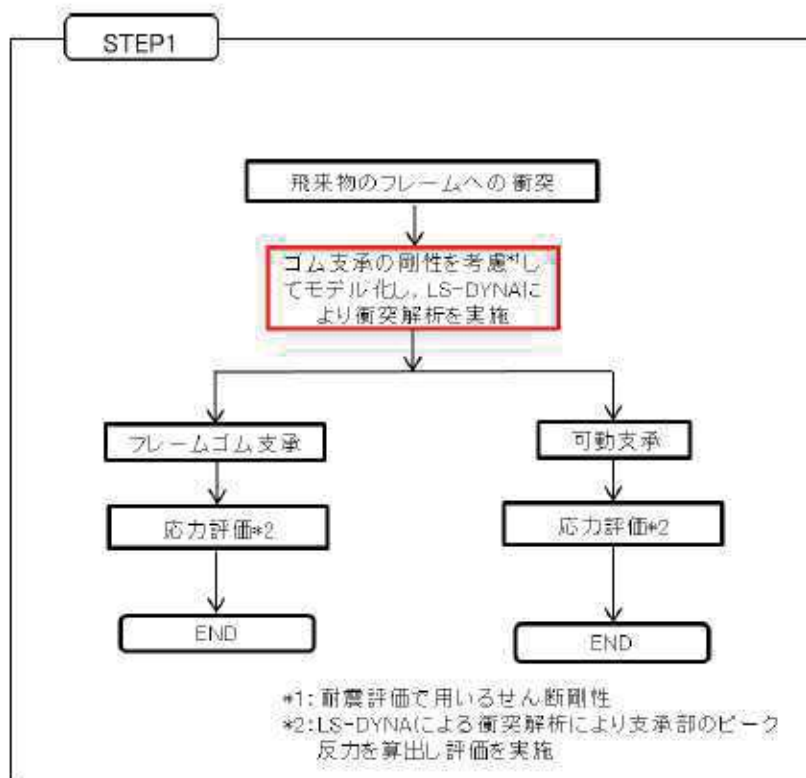 STEP1
飛来物のフレームへの衝突
ゴム支承の剛性を考慮*1し
てモデル化し、LS-DYNAに
より衝突解析を実施
フレームゴム支承
可動支承
応力評価*2
応力評価*2
END
END
*1:耐震評価で用いるせん断剛性
*2:LS-DYNAによる衝突解析により支承部のピーク
反力を算出し評価を実施